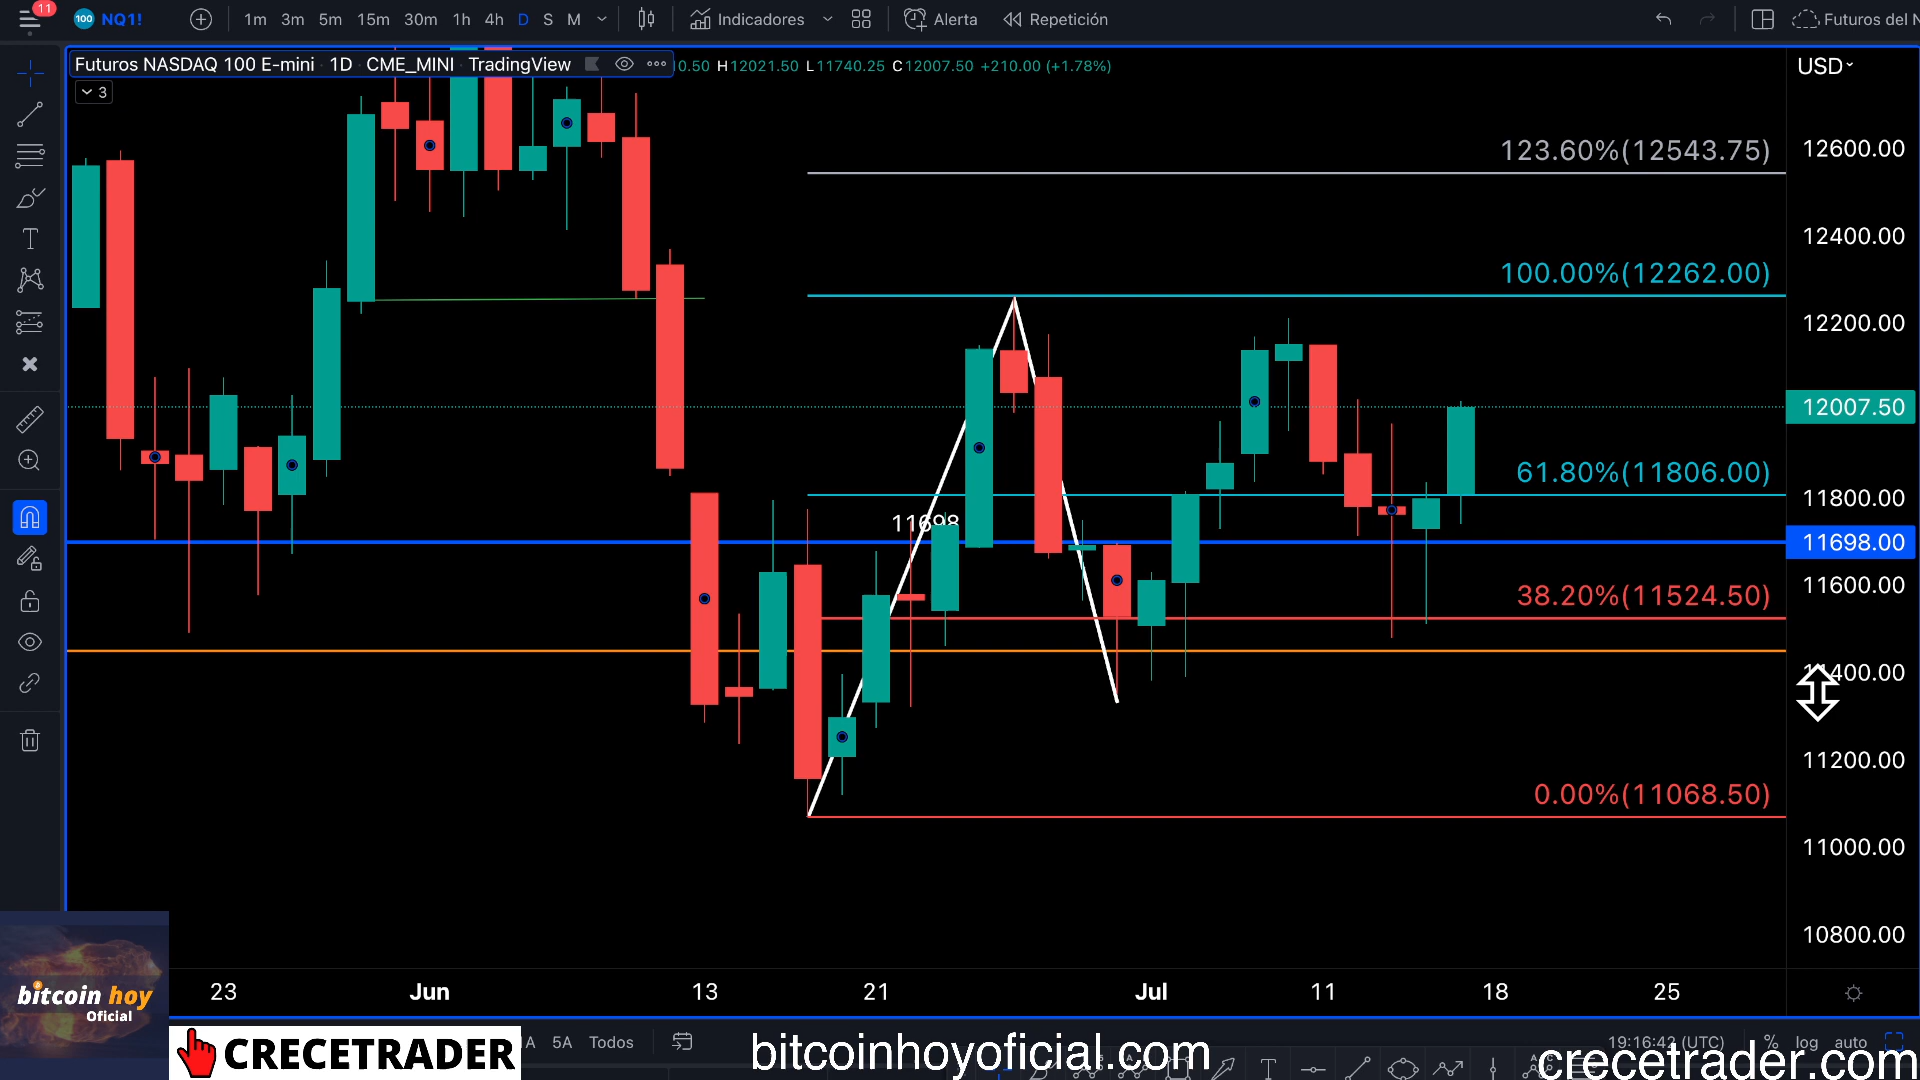 11
100 NQ1!
1m 3m 5m 15m 30m 1h 4h D S M
Indicadores
Alerta
Repetición
Futuros del N
Futuros NASDAQ 100 E-mini 1D CME_MINI TradingView
0.50 H12021.50 L11740.25 C12007.50 +210.00 (+1.78%)
USD
3
123.60%(12543.75)
12600.00
12400.00
100.00%(12262.00)
12200.00
12007.50
61.80%(11806.00)
11800.00
11698
11698.00
38.20%(11524.50)
11600.00
11400.00
11200.00
0.00%(11068.50)
11000.00
10800.00
bitcoin hoy
Oficial
23 Jun 13 21 Jul 11 18 25
CRECETRADER
1A 5A Todos
bitcoinhoyoficial.com
19:16:42 (UTC) % log auto
crecetrader.com